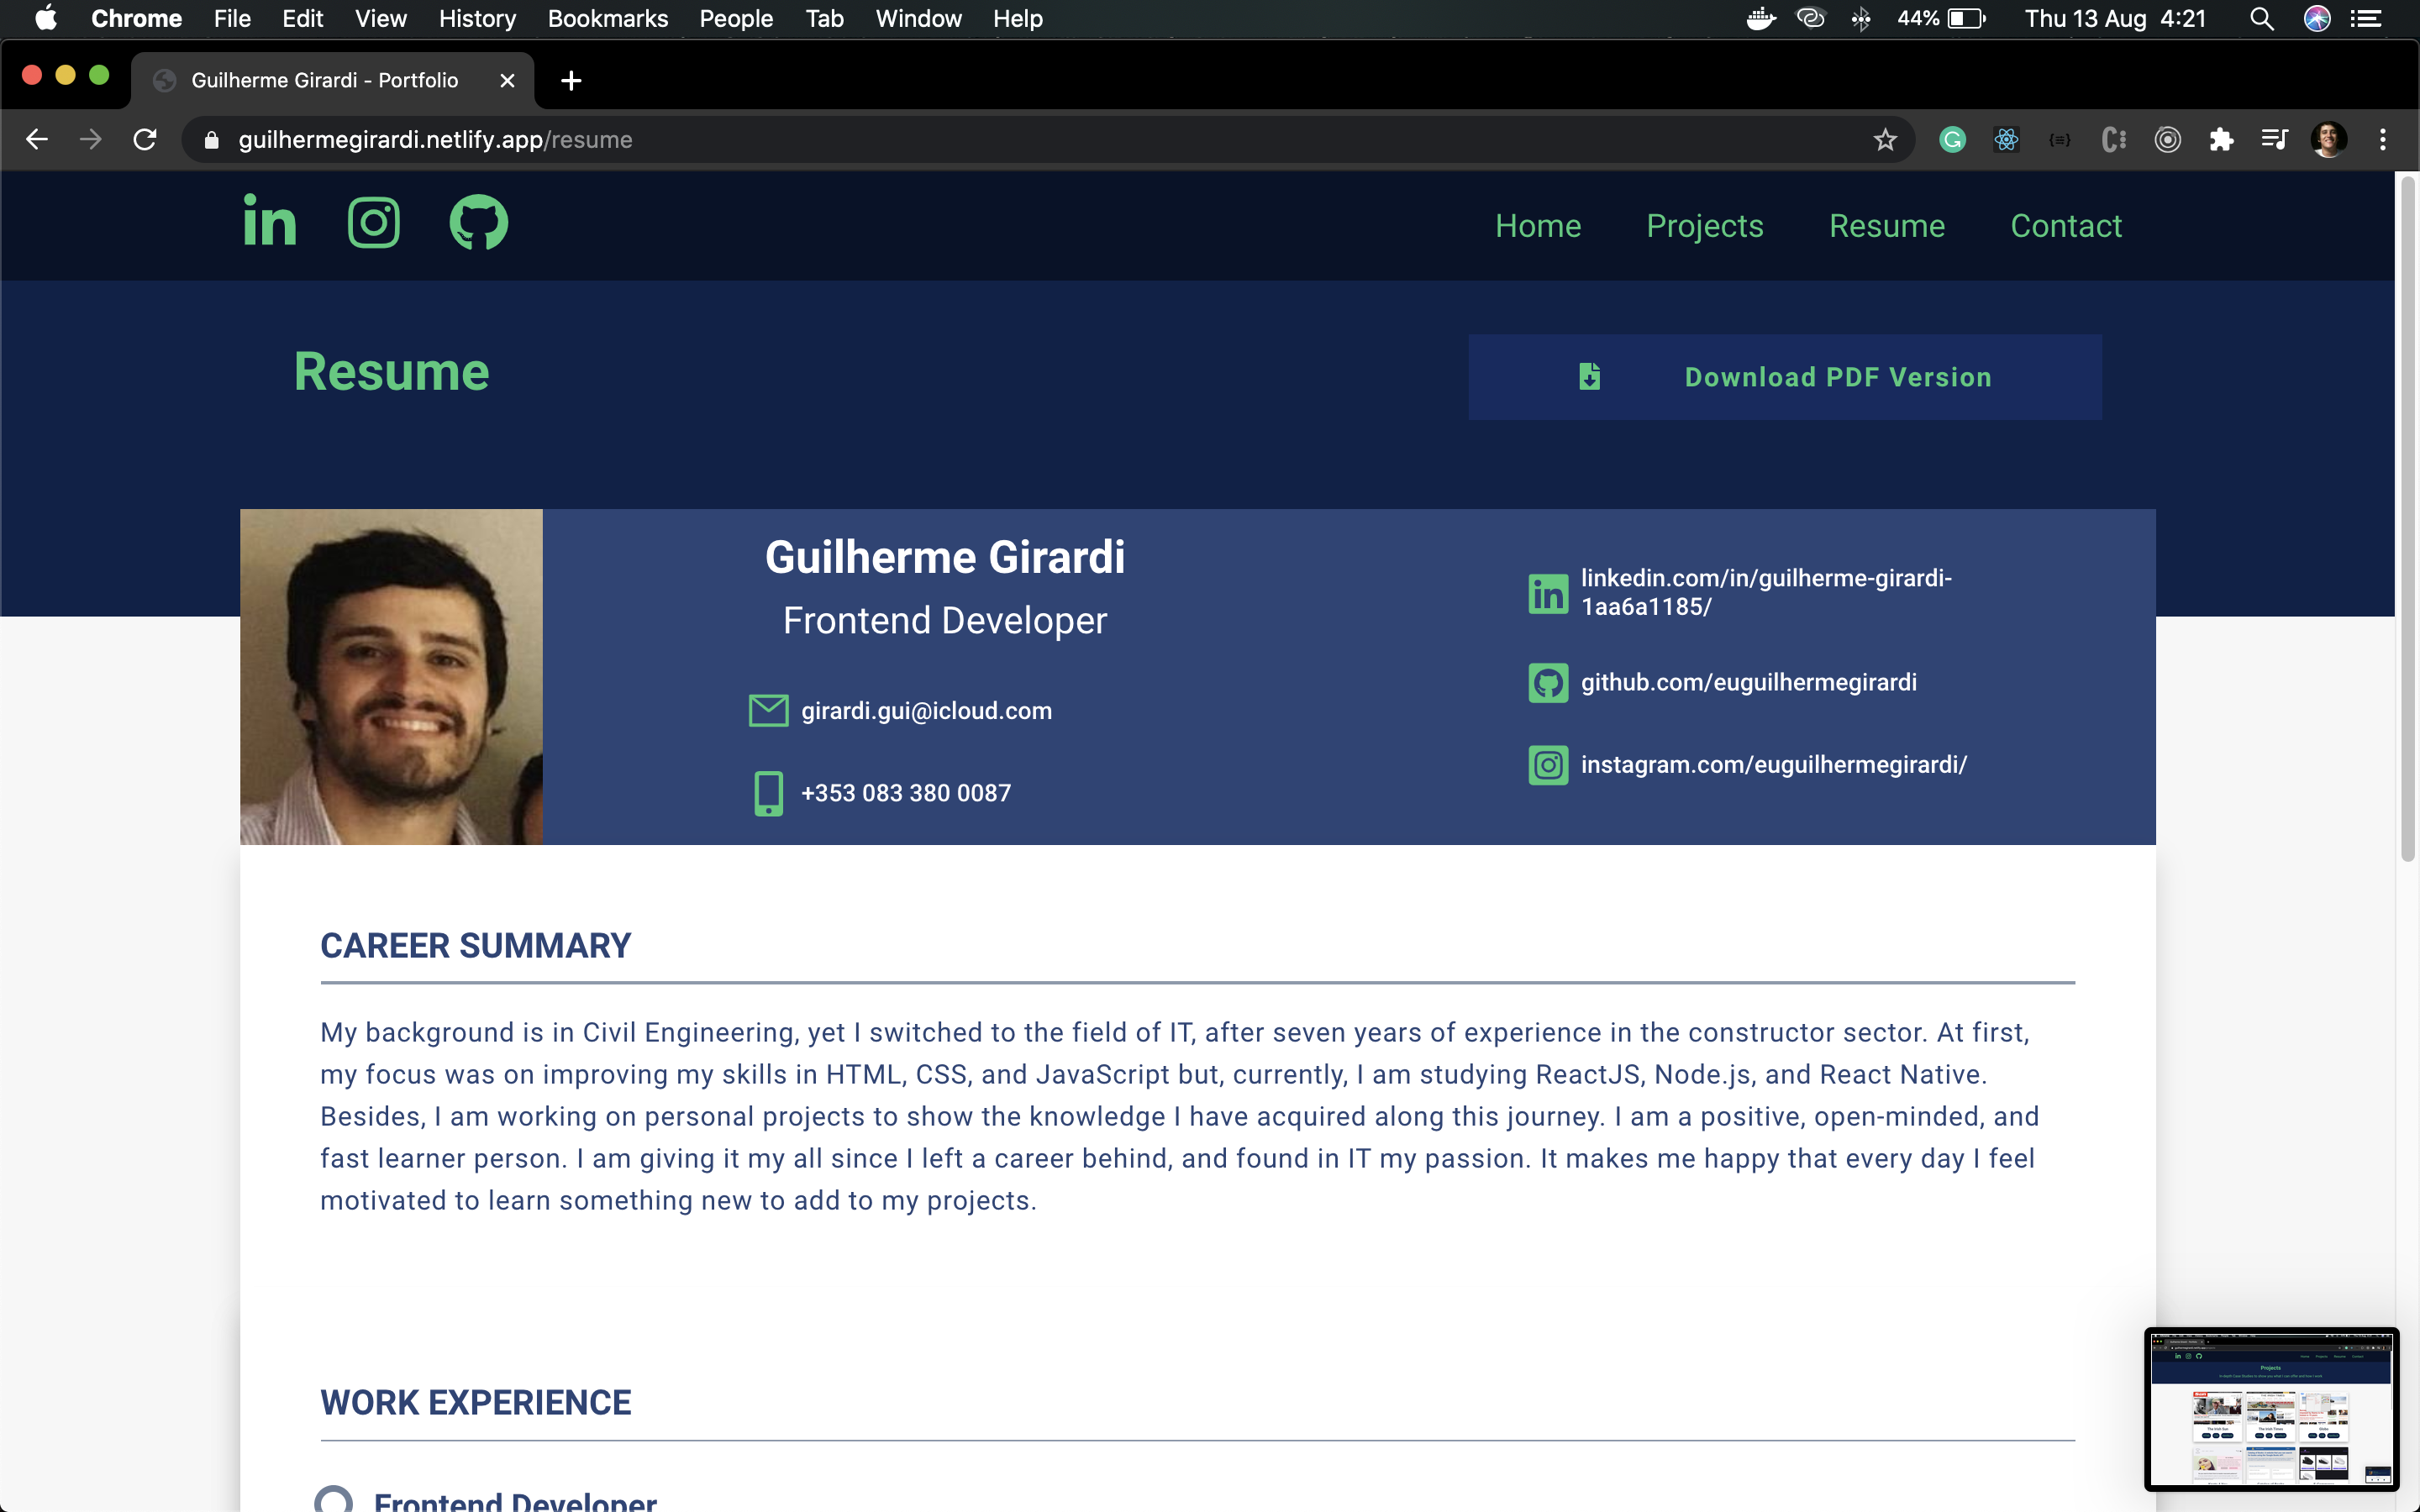 Chrome File Edit View History Bookmarks People Tab Window Help 44% Thu 13 Aug 4:21
Guilherme Girardi - Portfolio
guilhermegirardi.netlify.app/resume
Home Projects Resume Contact
Resume
Download PDF Version
Guilherme Girardi
Frontend Developer
girardi.gui@icloud.com
+353 083 380 0087
linkedin.com/in/guilherme-girardi-
1aa6a1185/
github.com/euguilhermegirardi
instagram.com/euguilhermegirardi/
CAREER SUMMARY
My background is in Civil Engineering, yet I switched to the field of IT, after seven years of experience in the constructor sector. At first,
my focus was on improving my skills in HTML, CSS, and JavaScript but, currently, I am studying ReactJS, Node.js, and React Native.
Besides, I am working on personal projects to show the knowledge I have acquired along this journey. I am a positive, open-minded, and
fast learner person. I am giving it my all since I left a career behind, and found in IT my passion. It makes me happy that every day I feel
motivated to learn something new to add to my projects.
WORK EXPERIENCE
Frontend Developer
Projects